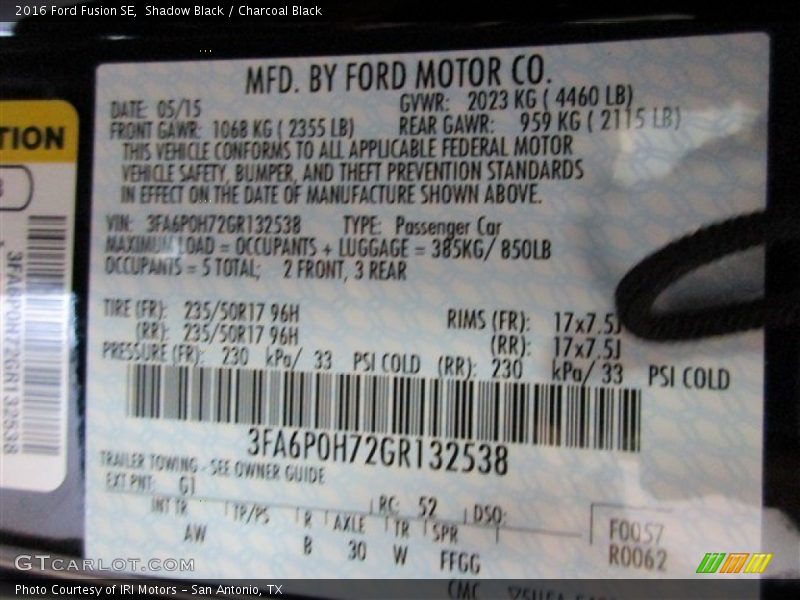 2016 Ford Fusion SE, Shadow Black / Charcoal Black
MFD. BY FORD MOTOR CO.
DATE: 05/15 GVWR: 2023 KG ( 4460 LB)
FRONT GAWR: 1068 KG ( 2355 LB) REAR GAWR: 959 KG ( 2115 LB)
THIS VEHICLE CONFORMS TO ALL APPLICABLE FEDERAL MOTOR
VEHICLE SAFETY, BUMPER, AND THEFT PREVENTION STANDARDS
IN EFFECT ON THE DATE OF MANUFACTURE SHOWN ABOVE.
VIN: 3FA6P0H72GR132538 TYPE: Passenger Car
MAXIMUM LOAD = OCCUPANTS + LUGGAGE = 385KG/ 850LB
OCCUPANTS = 5 TOTAL; 2 FRONT, 3 REAR
TIRE (FR): 235/50R17 96H RIMS (FR): 17x7.5J
(RR): 235/50R17 96H (RR): 17x7.5J
PRESSURE (FR): 230 kPa/ 33 PSI COLD (RR): 230 kPa/ 33 PSI COLD
3FA6P0H72GR132538
TRAILER TOWING - SEE OWNER GUIDE
EXT PNT: G1 RC: 52 DSO:
INT TR TP/PS R AXLE TR SPR
AW B 30 W FFGG
F0057
R0062
CMC
TION
3FA6P0H72GR132538
GTCarLot.com
Photo Courtesy of IRI Motors – San Antonio, TX